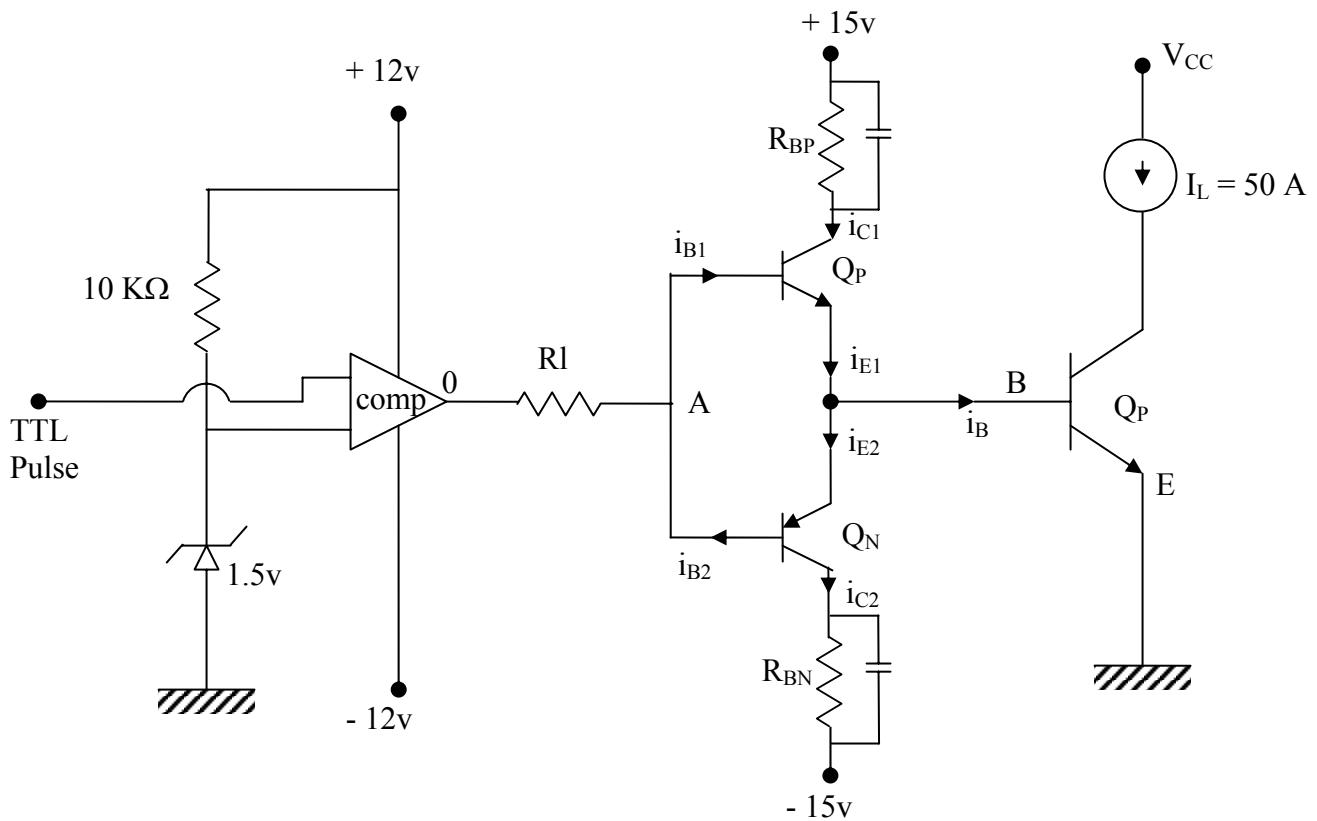 + 15v
V_CC
+ 12v
R_BP
I_L = 50 A
i_C1
i_B1
Q_P
10 KΩ
Rl
i_E1
0
comp
A
B
TTL
Pulse
i_B
Q_P
i_E2
E
Q_N
1.5v
i_B2
i_C2
R_BN
- 12v
- 15v